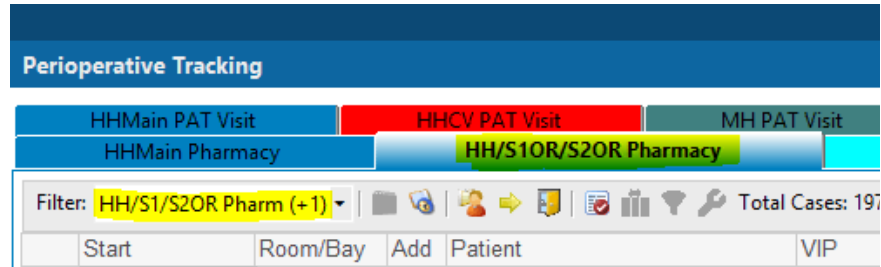 Perioperative Tracking
HHMain PAT Visit HHCV PAT Visit MH PAT Visit
HHMain Pharmacy HH/S1OR/S2OR Pharmacy
Filter: HH/S1/S2OR Pharm (+1) Total Cases: 197
Start Room/Bay Add Patient VIP